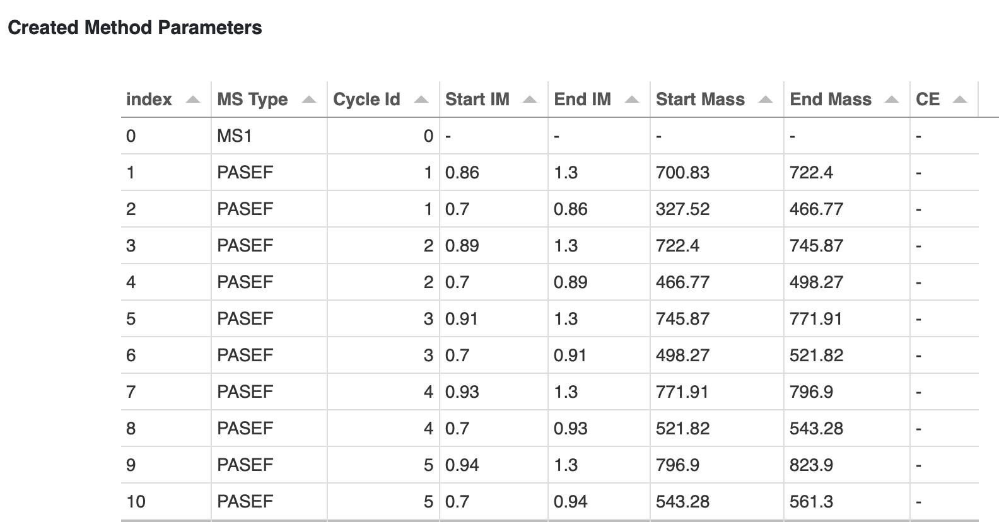 Created Method Parameters
index MS Type Cycle Id Start IM End IM Start Mass End Mass CE
0 MS1 0 - - - - -
1 PASEF 1 0.86 1.3 700.83 722.4 -
2 PASEF 1 0.7 0.86 327.52 466.77 -
3 PASEF 2 0.89 1.3 722.4 745.87 -
4 PASEF 2 0.7 0.89 466.77 498.27 -
5 PASEF 3 0.91 1.3 745.87 771.91 -
6 PASEF 3 0.7 0.91 498.27 521.82 -
7 PASEF 4 0.93 1.3 771.91 796.9 -
8 PASEF 4 0.7 0.93 521.82 543.28 -
9 PASEF 5 0.94 1.3 796.9 823.9 -
10 PASEF 5 0.7 0.94 543.28 561.3 -